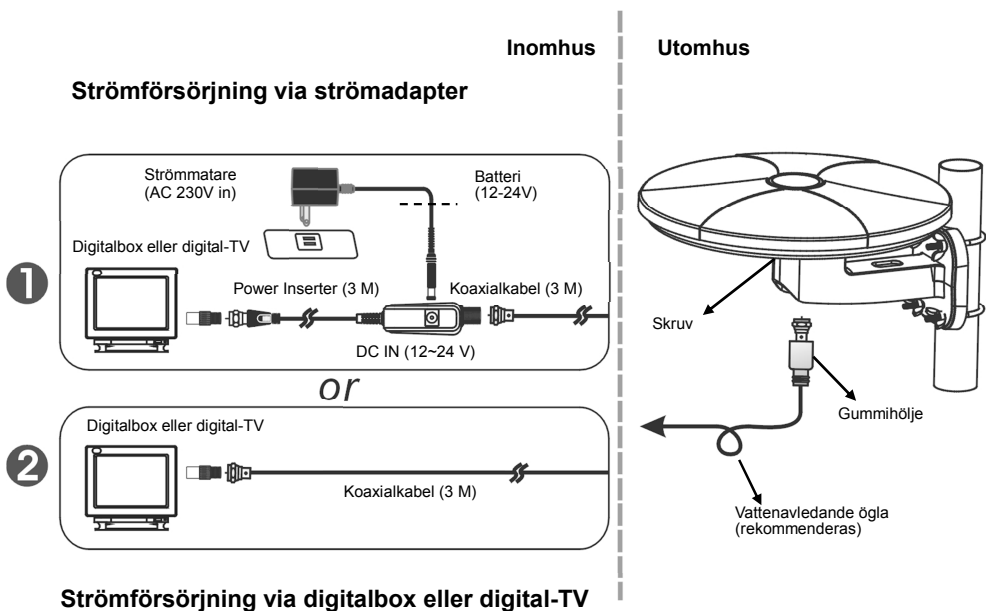 Inomhus
Utomhus
Strömförsörjning via strömadapter
Strömmatare
(AC 230V in)
Batteri
(12-24V)
Digitalbox eller digital-TV
1
Power Inserter (3 M)
Koaxialkabel (3 M)
DC IN (12~24 V)
or
Digitalbox eller digital-TV
2
Koaxialkabel (3 M)
Strömförsörjning via digitalbox eller digital-TV
Skruv
Gummihölje
Vattenavledande ögla
(rekommenderas)